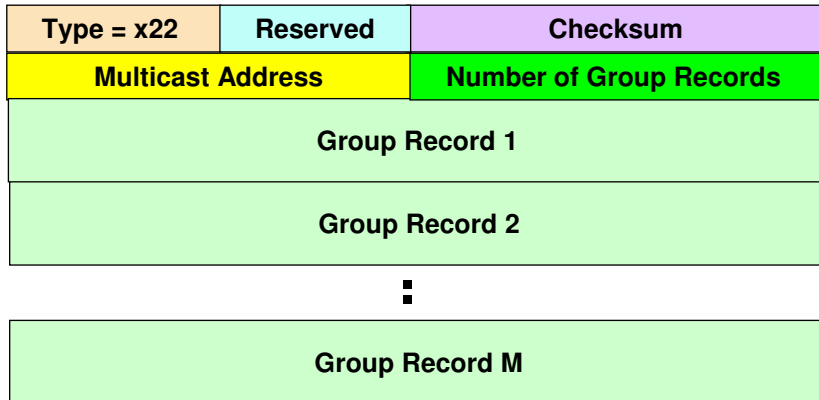 Type = x22 Reserved Checksum
Multicast Address Number of Group Records
Group Record 1
Group Record 2
Group Record M